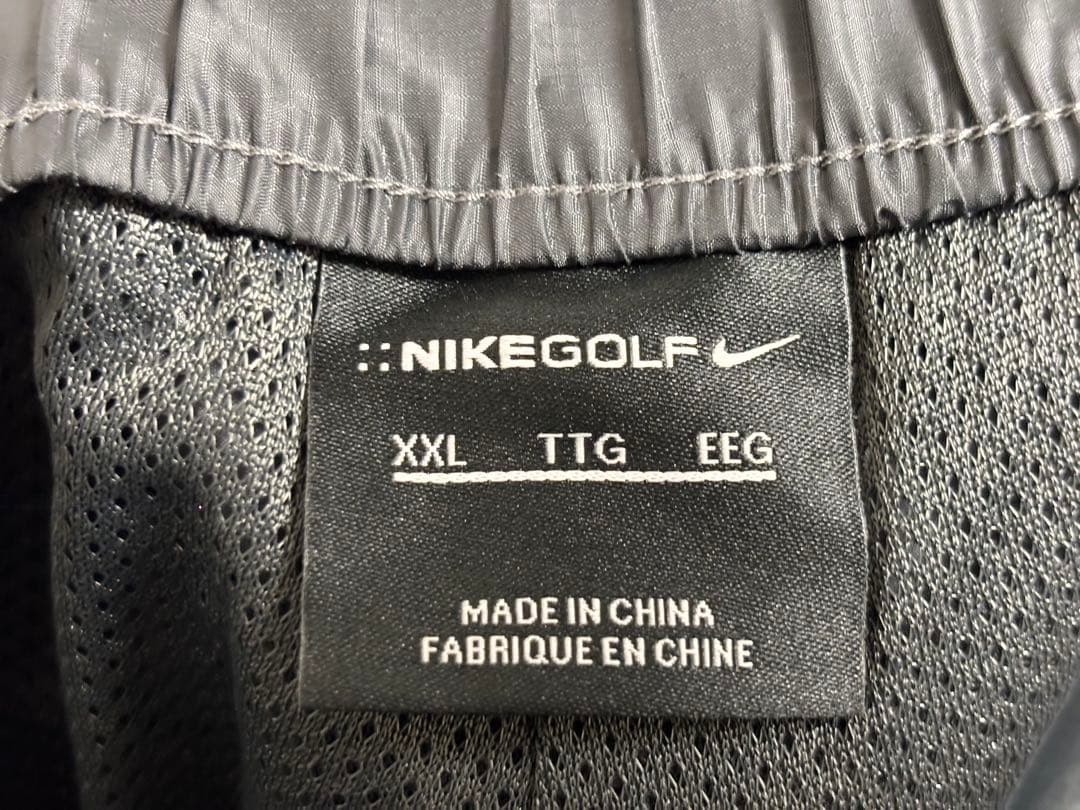 ::NIKEGOLF
XXL TTG EEG
MADE IN CHINA
FABRIQUE EN CHINE